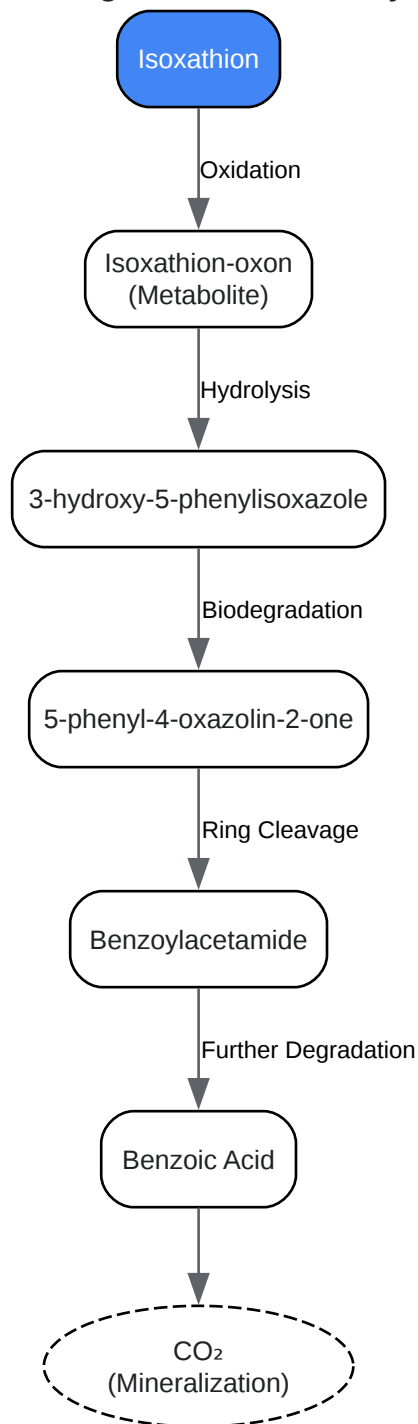 Isoxathion
Oxidation
Isoxathion-oxon
(Metabolite)
Hydrolysis
3-hydroxy-5-phenylisoxazole
Biodegradation
5-phenyl-4-oxazolin-2-one
Ring Cleavage
Benzoylacetamide
Further Degradation
Benzoic Acid
CO₂
(Mineralization)